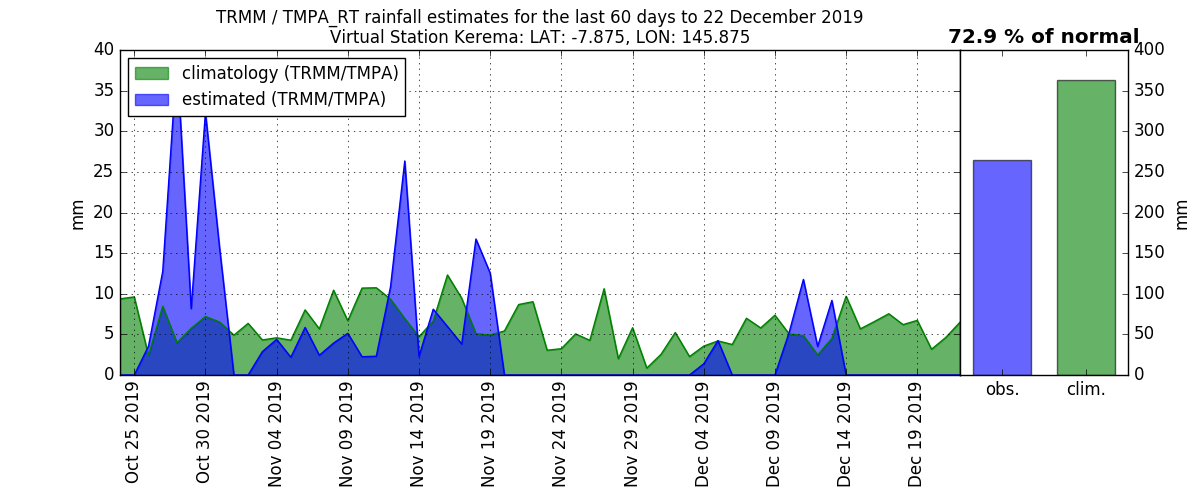 TRMM / TMPA_RT rainfall estimates for the last 60 days to 22 December 2019
Virtual Station Kerema: LAT: -7.875, LON: 145.875
72.9 % of normal
climatology (TRMM/TMPA)
estimated (TRMM/TMPA)
40
35
30
25
20
15
10
5
0
mm
Oct 25 2019
Oct 30 2019
Nov 04 2019
Nov 09 2019
Nov 14 2019
Nov 19 2019
Nov 24 2019
Nov 29 2019
Dec 04 2019
Dec 09 2019
Dec 14 2019
Dec 19 2019
obs.
clim.
400
350
300
250
200
150
100
50
0
mm